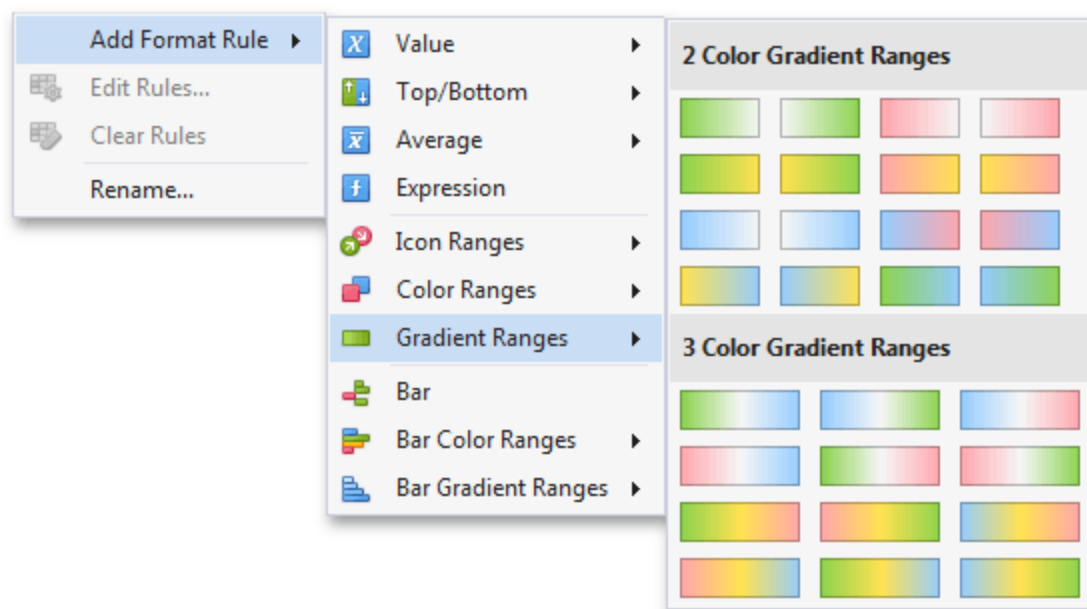 Add Format Rule
Edit Rules...
Clear Rules
Rename...
Value
Top/Bottom
Average
Expression
Icon Ranges
Color Ranges
Gradient Ranges
Bar
Bar Color Ranges
Bar Gradient Ranges
2 Color Gradient Ranges
3 Color Gradient Ranges